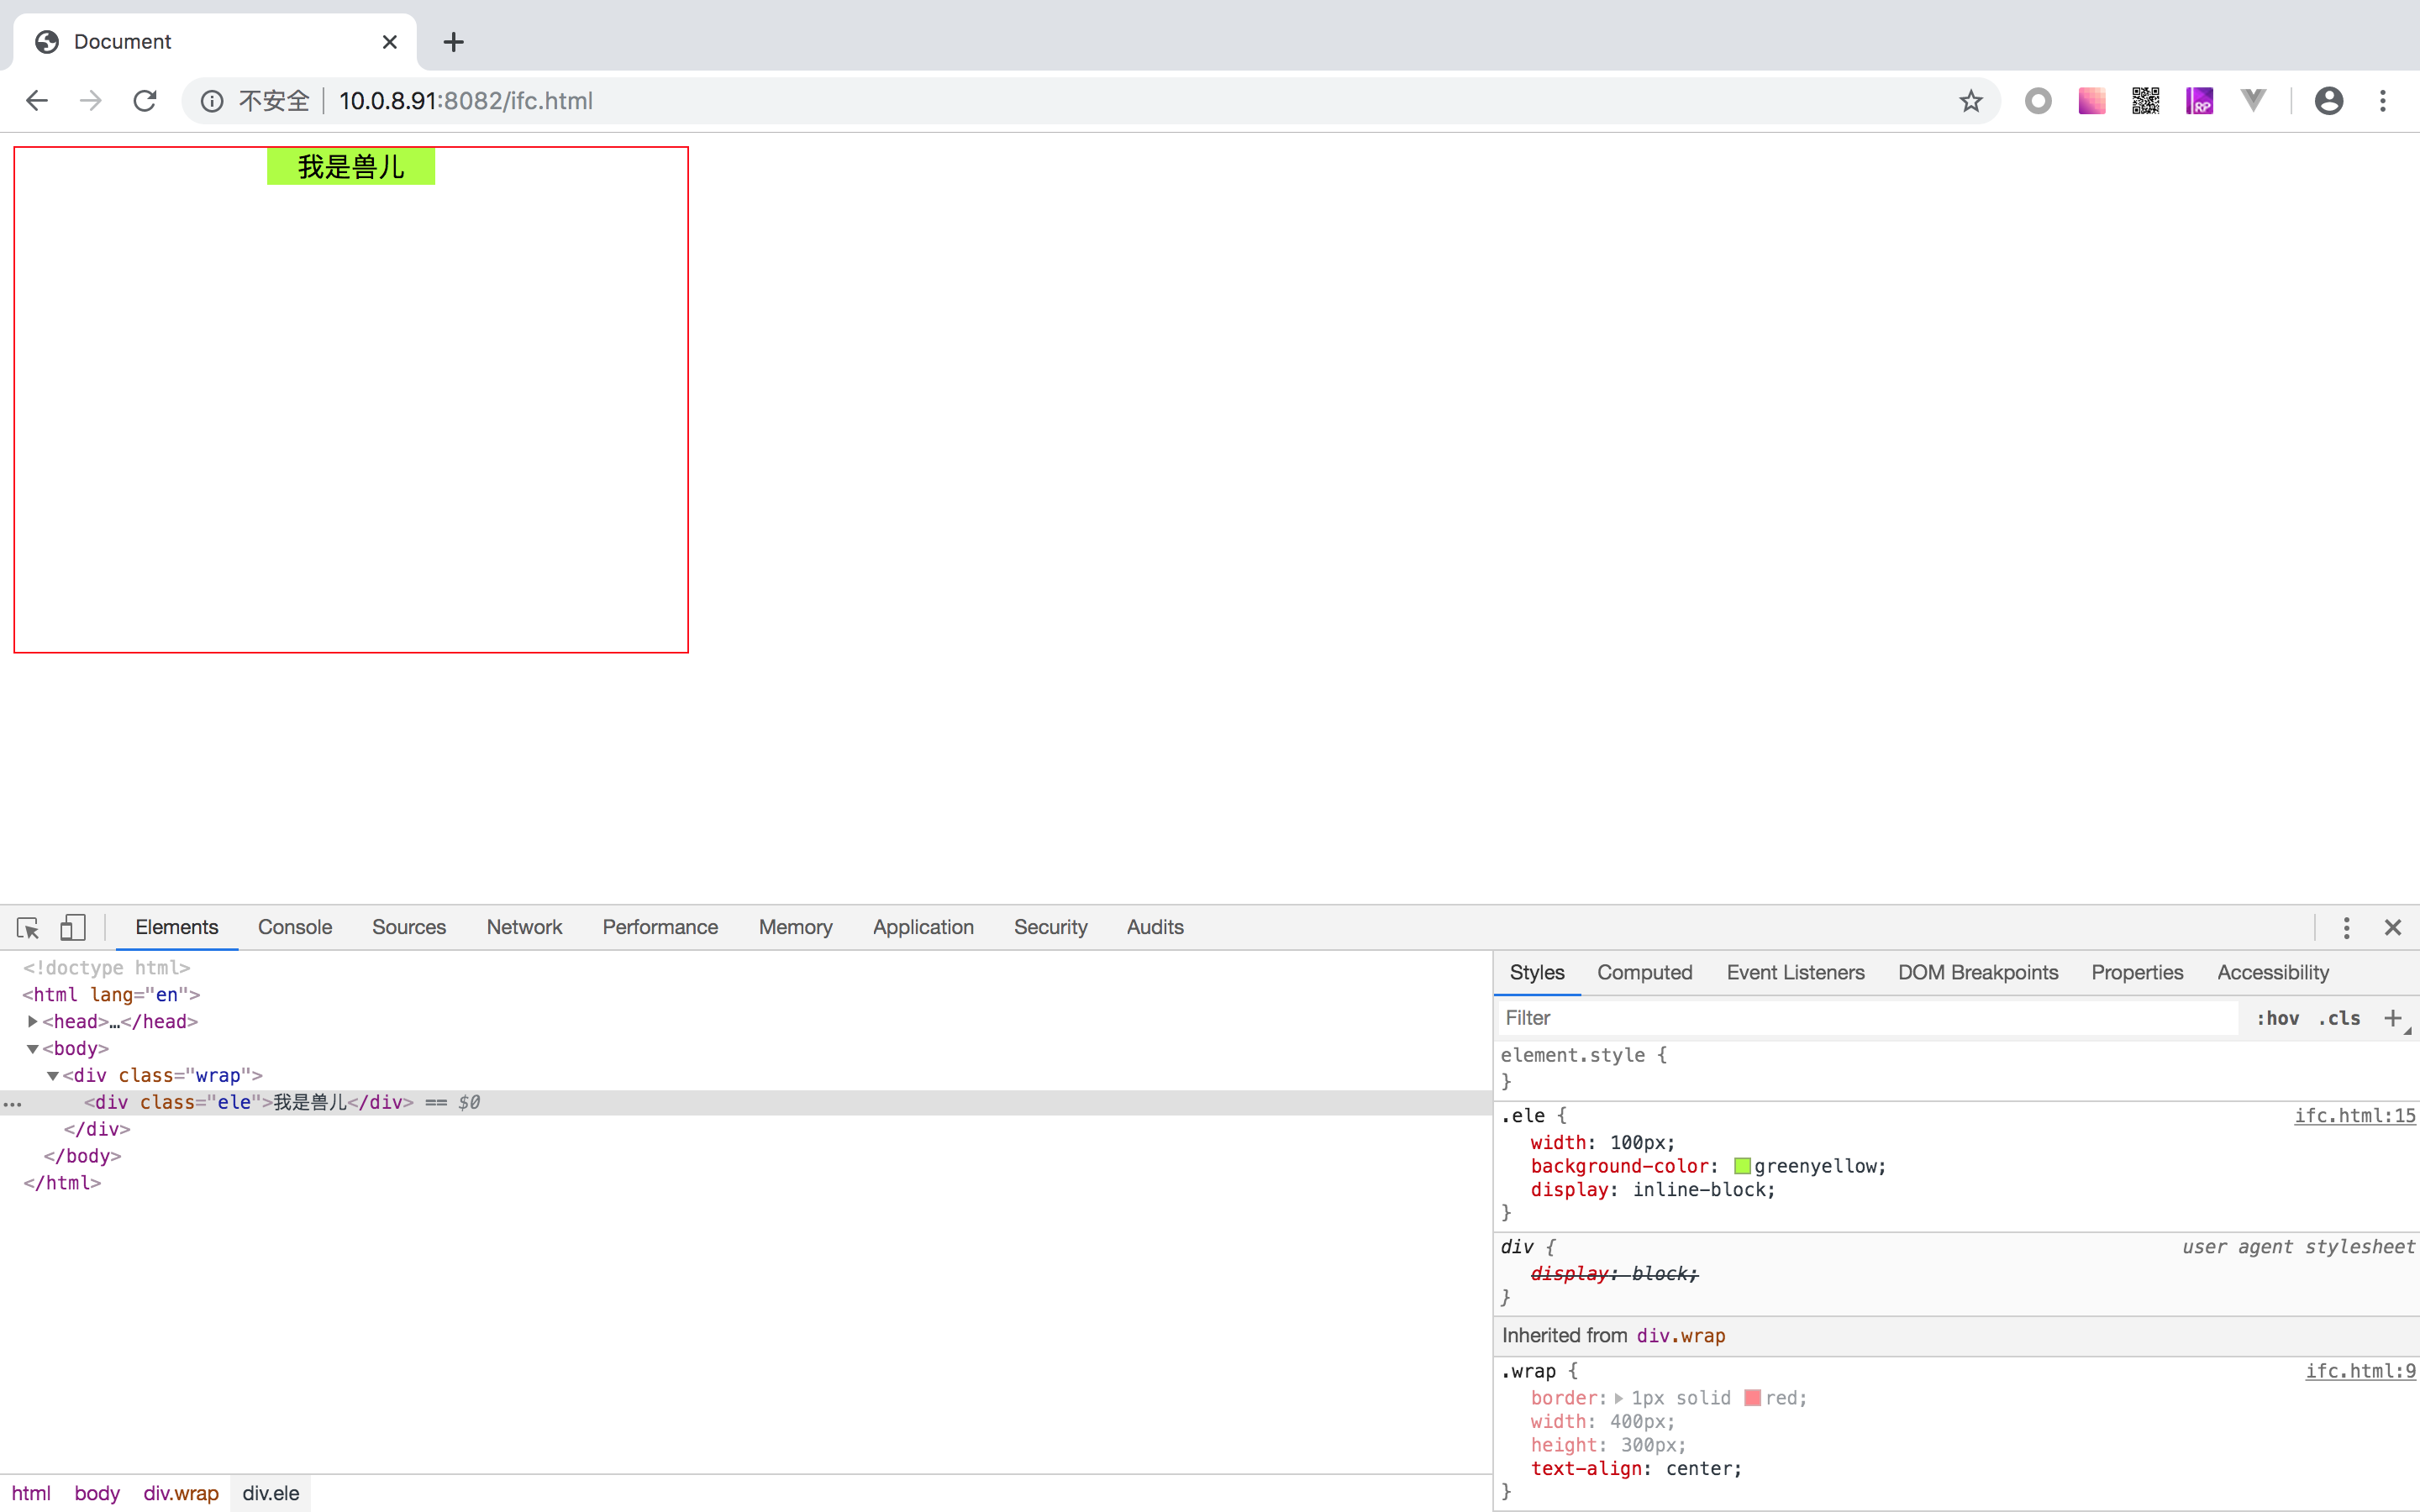 Document
不安全 10.0.8.91:8082/ifc.html
RP
我是兽儿
Elements Console Sources Network Performance Memory Application Security Audits
<!doctype html>
<html lang="en">
<head>…</head>
<body>
<div class="wrap">
<div class="ele">我是兽儿</div> == $0
</div>
</body>
</html>
html body div.wrap div.ele
Styles Computed Event Listeners DOM Breakpoints Properties Accessibility
Filter :hov .cls +
element.style {
}
.ele { ifc.html:15
width: 100px;
background-color: greenyellow;
display: inline-block;
}
div { user agent stylesheet
display: block;
}
Inherited from div.wrap
.wrap { ifc.html:9
border: 1px solid red;
width: 400px;
height: 300px;
text-align: center;
}